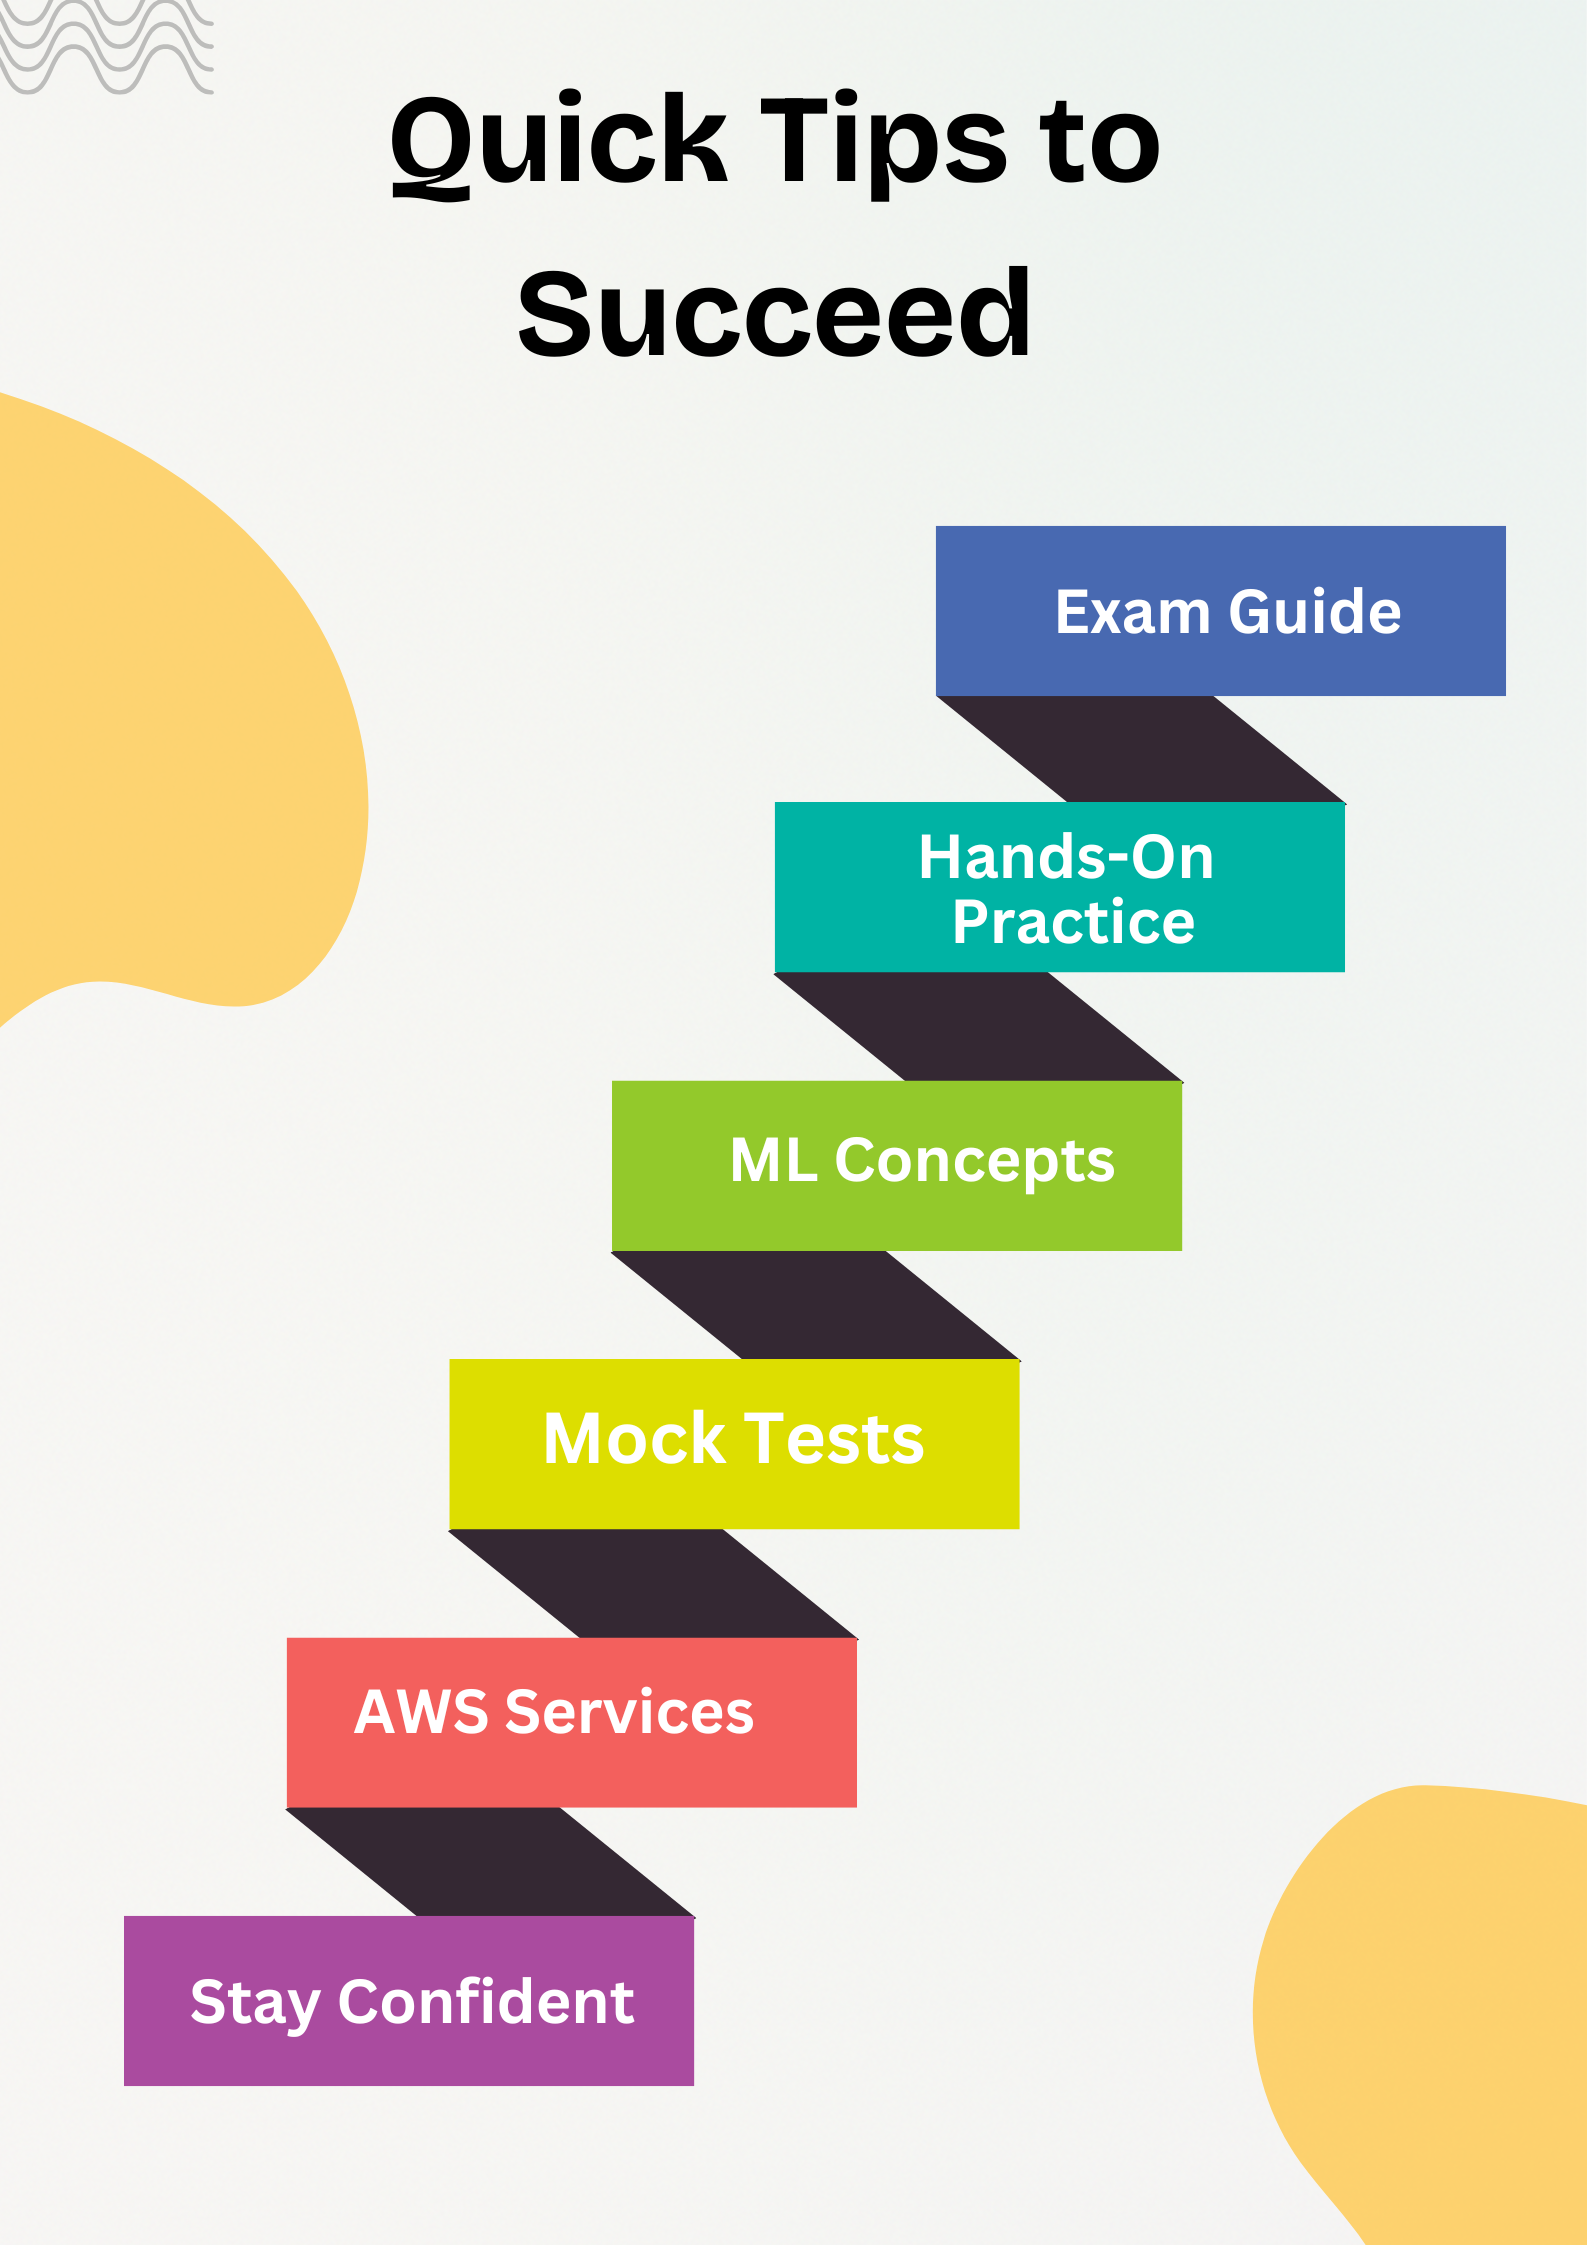 Quick Tips to
Succeed
Exam Guide
Hands-On
Practice
ML Concepts
Mock Tests
AWS Services
Stay Confident